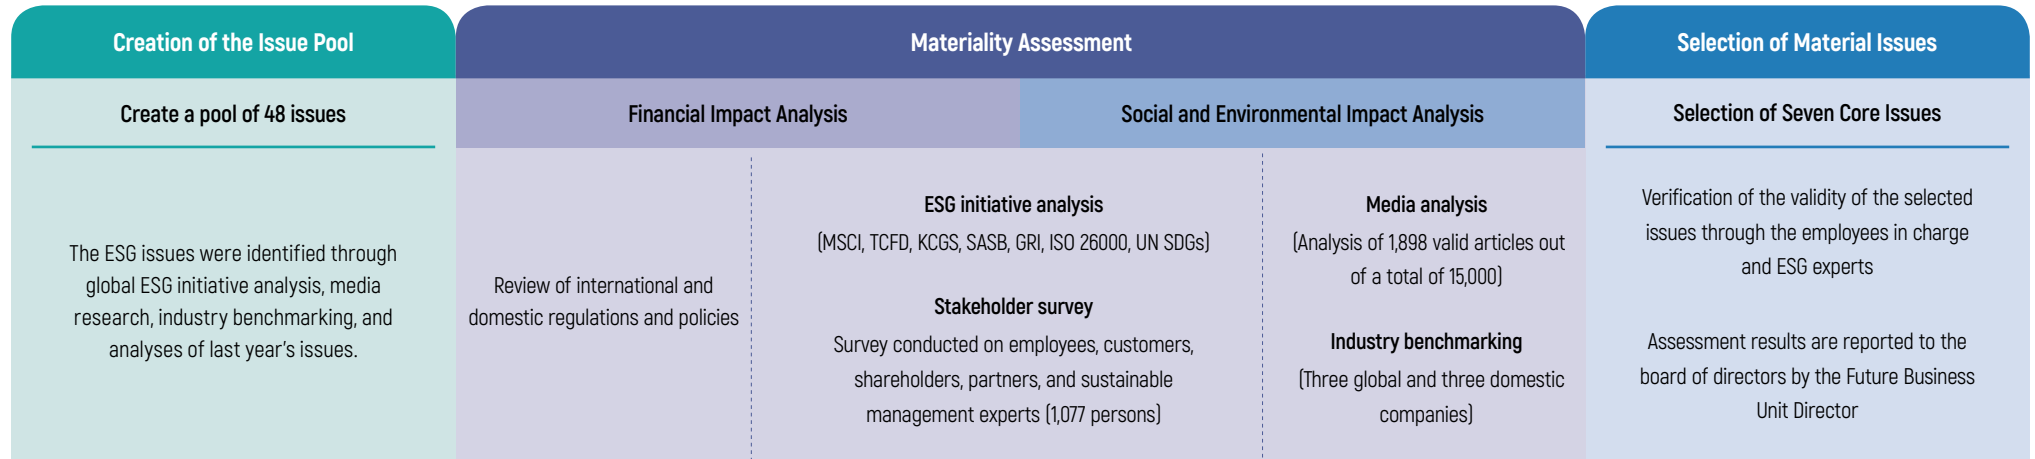 Creation of the Issue Pool
Create a pool of 48 issues
The ESG issues were identified through
global ESG initiative analysis, media
research, industry benchmarking, and
analyses of last year's issues.
Materiality Assessment
Financial Impact Analysis
Social and Environmental Impact Analysis
Review of international and
domestic regulations and policies
ESG initiative analysis
(MSCI, TCFD, KCGS, SASB, GRI, ISO 26000, UN SDGs)
Stakeholder survey
Survey conducted on employees, customers,
shareholders, partners, and sustainable
management experts (1,077 persons)
Media analysis
(Analysis of 1,898 valid articles out
of a total of 15,000)
Industry benchmarking
(Three global and three domestic
companies)
Selection of Material Issues
Selection of Seven Core Issues
Verification of the validity of the selected
issues through the employees in charge
and ESG experts
Assessment results are reported to the
board of directors by the Future Business
Unit Director